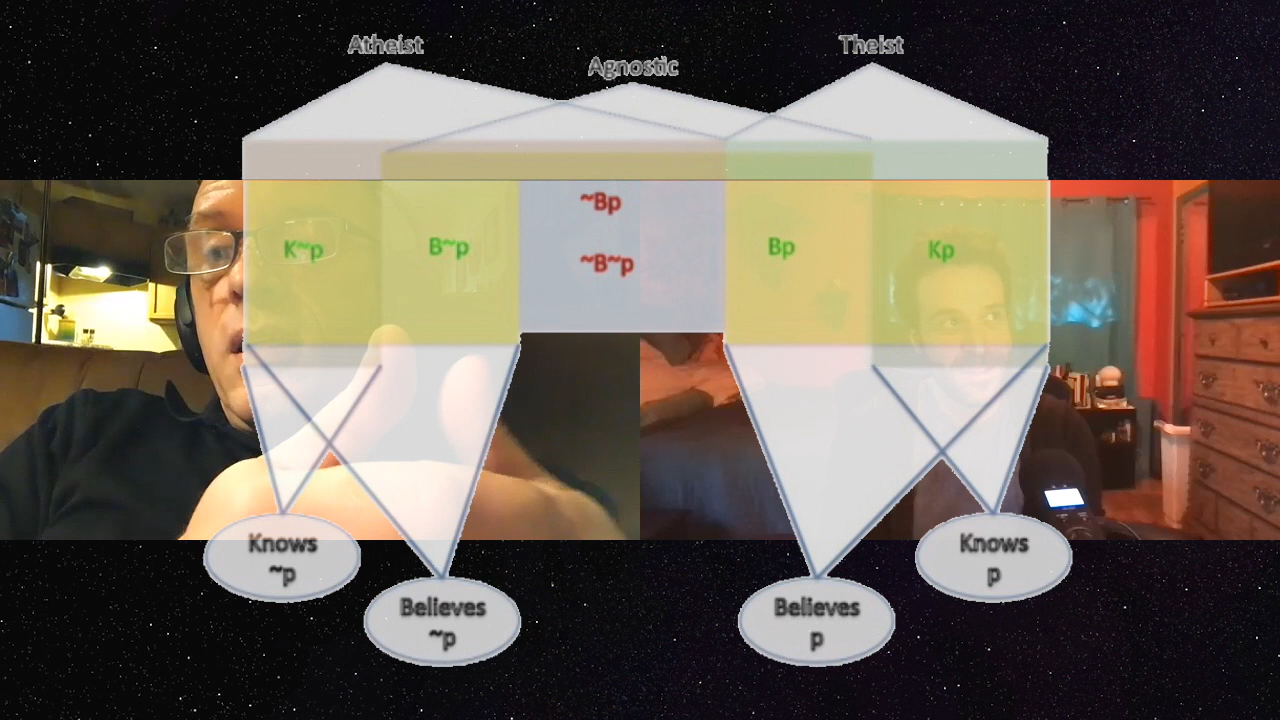 Atheist
Agnostic
Theist
~Bp
K~p
B~p
~B~p
Bp
Kp
Knows
~p
Believes
~p
Believes
p
Knows
p